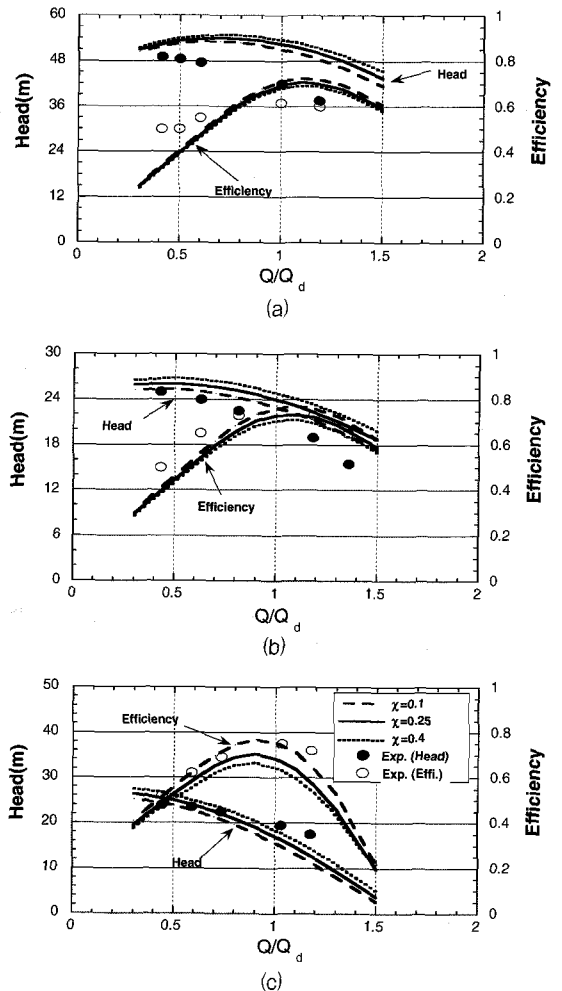 60
48
36
24
12
0
Head(m)
1
0.8
0.6
0.4
0.2
0
Efficiency
Head
Efficiency
0
0.5
1
1.5
2
Q/Q_d
(a)
30
24
18
12
6
0
Head(m)
1
0.8
0.6
0.4
0.2
0
Efficiency
Head
Efficiency
0
0.5
1
1.5
2
Q/Q_d
(b)
50
40
30
20
10
0
Head(m)
1
0.8
0.6
0.4
0.2
0
Efficiency
Efficiency
Head
χ=0.1
χ=0.25
χ=0.4
Exp. (Head)
Exp. (Effi.)
0
0.5
1
1.5
2
Q/Q_d
(c)